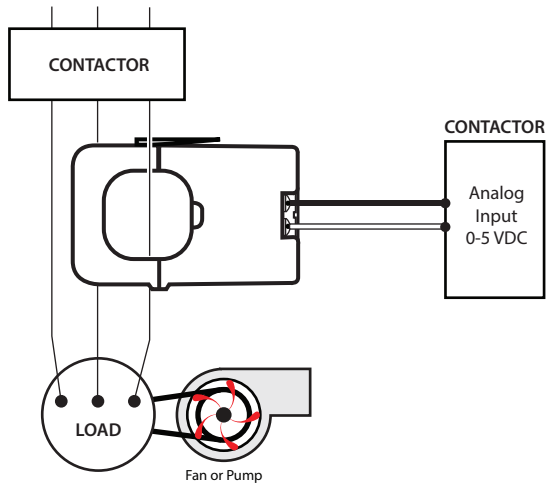 CONTACTOR
CONTACTOR
Analog
Input
0-5 VDC
LOAD
Fan or Pump